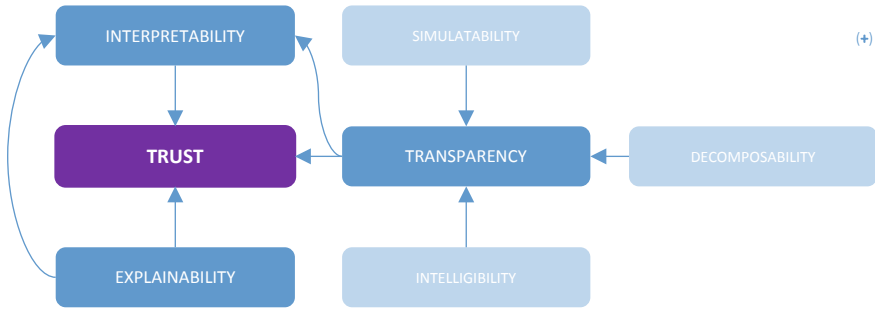 INTERPRETABILITY
SIMULATABILITY
(+)
TRUST
TRANSPARENCY
DECOMPOSABILITY
EXPLAINABILITY
INTELLIGIBILITY